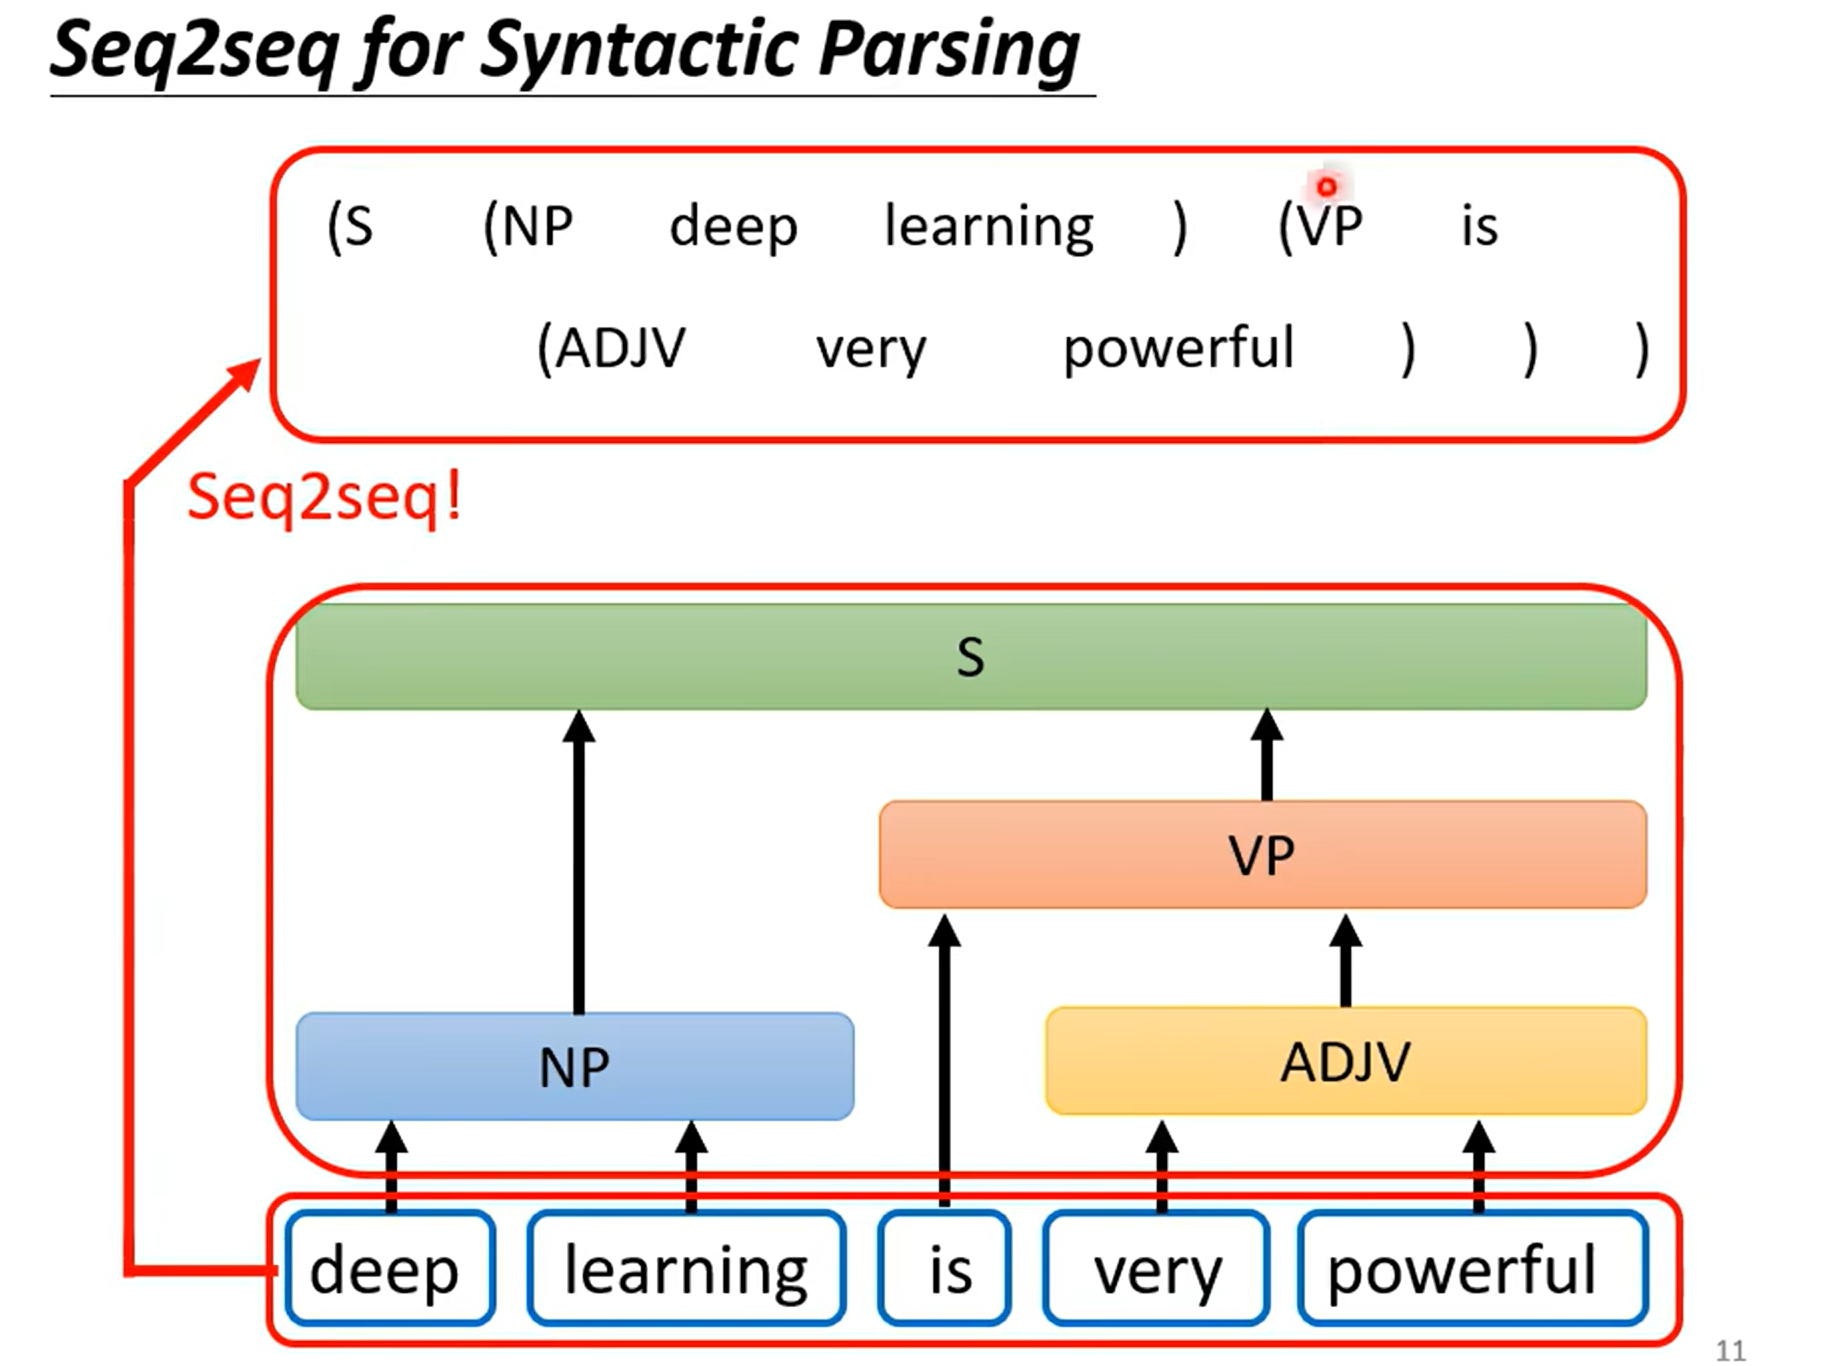 Seq2seq for Syntactic Parsing
(S (NP deep learning ) (VP is
(ADJV very powerful ) ) )
Seq2seq!
S
VP
NP ADJV
deep learning is very powerful
11